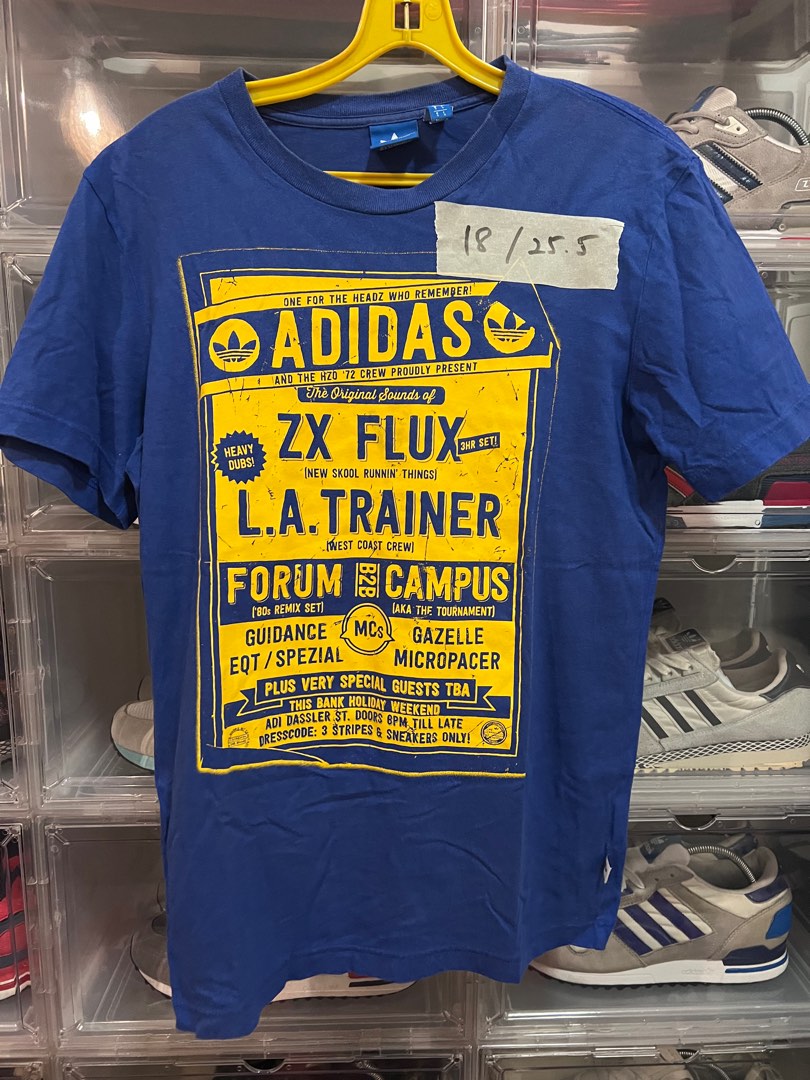 18 / 25.5
ONE FOR THE HEADZ WHO REMEMBER!
ADIDAS
AND THE HZO '72 CREW PROUDLY PRESENT
The Original Sounds of
ZX FLUX
3HR SET!
HEAVY
DUBS!
(NEW SKOOL RUNNIN' THINGS)
L.A.TRAINER
(WEST COAST CREW)
FORUM B2B CAMPUS
('80s REMIX SET) (AKA THE TOURNAMENT)
GUIDANCE MCs GAZELLE
EQT / SPEZIAL MICROPACER
PLUS VERY SPECIAL GUESTS TBA
THIS BANK HOLIDAY WEEKEND
ADI DASSLER ST. DOORS 8PM TILL LATE
DRESSCODE: 3 STRIPES & SNEAKERS ONLY!